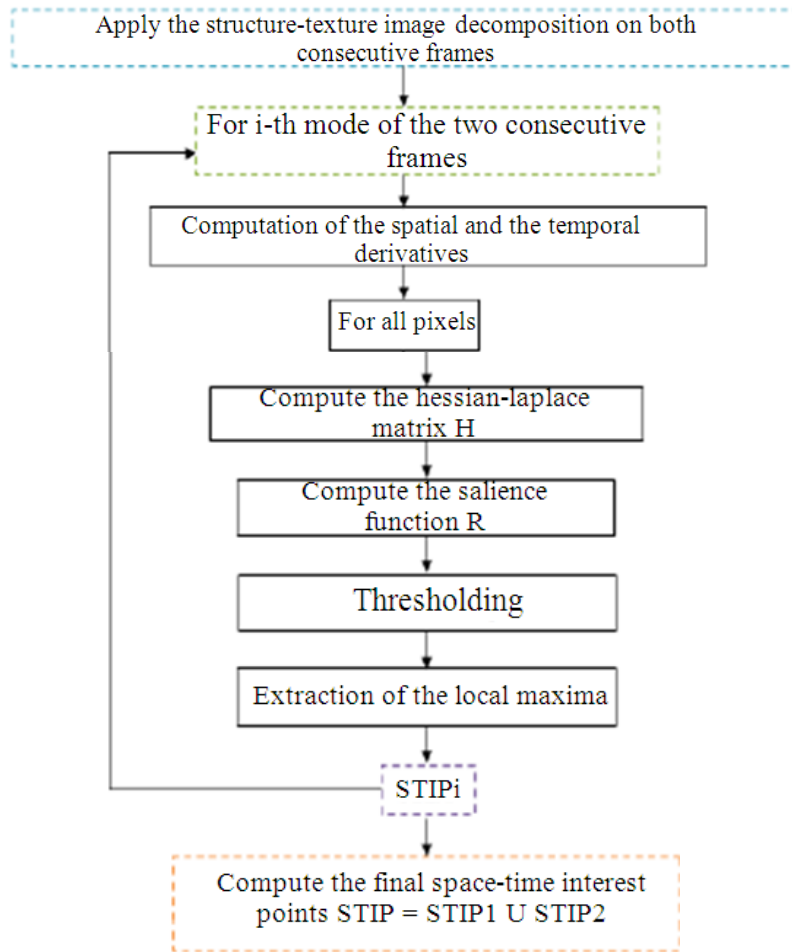 Apply the structure-texture image decomposition on both
consecutive frames
For i-th mode of the two consecutive
frames
Computation of the spatial and the temporal
derivatives
For all pixels
Compute the hessian-laplace
matrix H
Compute the salience
function R
Thresholding
Extraction of the local maxima
STIPi
Compute the final space-time interest
points STIP = STIP1 U STIP2